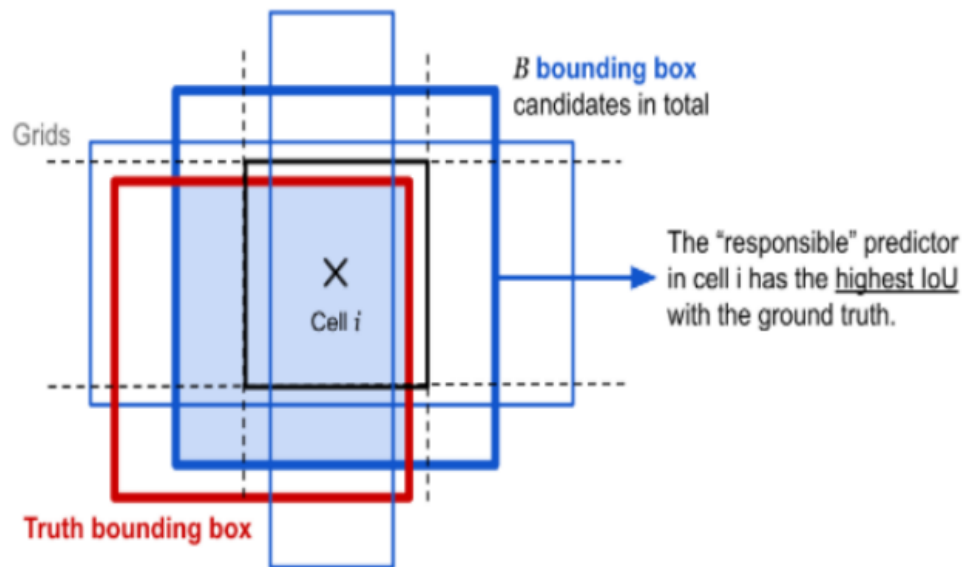 B bounding box
candidates in total
Grids
The “responsible” predictor
in cell i has the highest IoU
with the ground truth.
Cell i
Truth bounding box